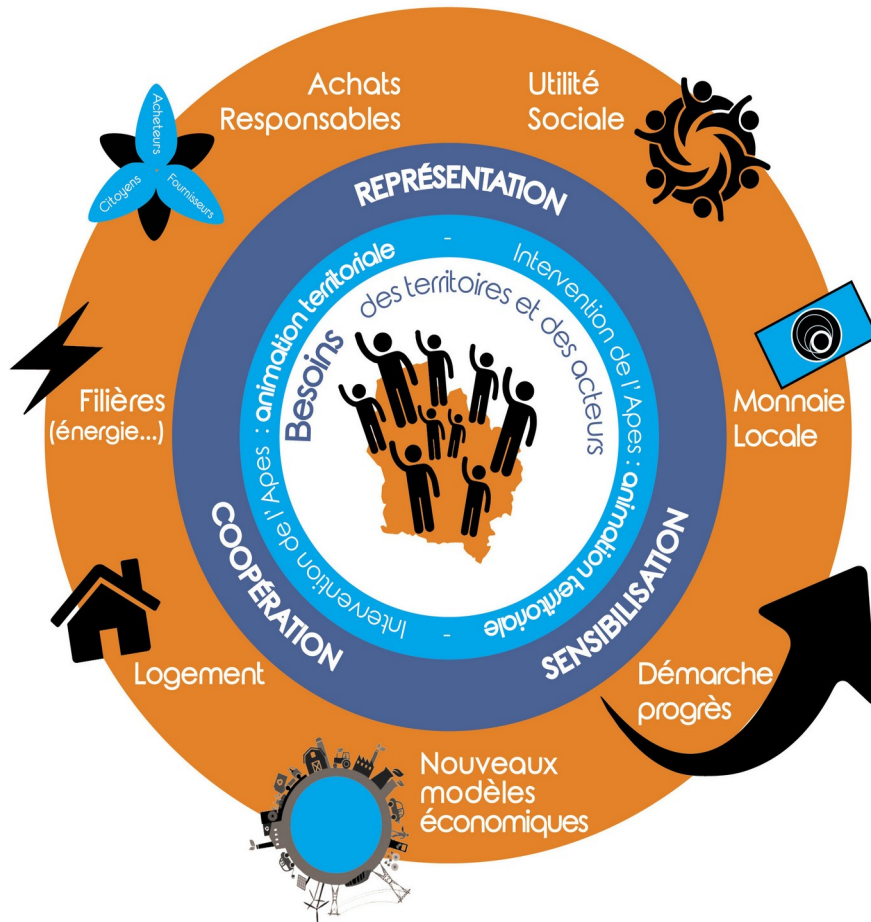 Achats
Responsables
Utilité
Sociale
Acheteurs
Citoyens
Fournisseurs
REPRÉSENTATION
Intervention de l'Apes : animation territoriale -
Intervention de l'Apes : animation territoriale -
Besoins des territoires et des acteurs
Filières
(énergie...)
Monnaie
Locale
COOPÉRATION
SENSIBILISATION
Logement
Démarche
progrès
Nouveaux
modèles
économiques